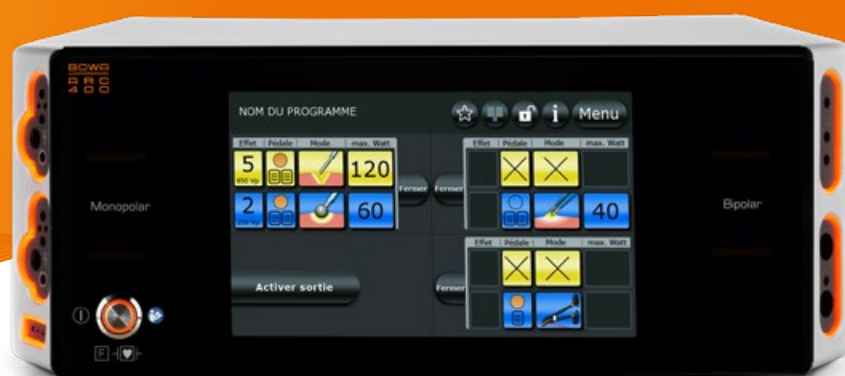 BOWA
ARC
400
NOM DU PROGRAMME
i Menu
Effet Pédale Mode max. Watt
5
120
Fermer
2
60
Effet Pédale Mode max. Watt
Fermer
40
Activer sortie
Effet Pédale Mode max. Watt
Fermer
Monopolar
Bipolar
F